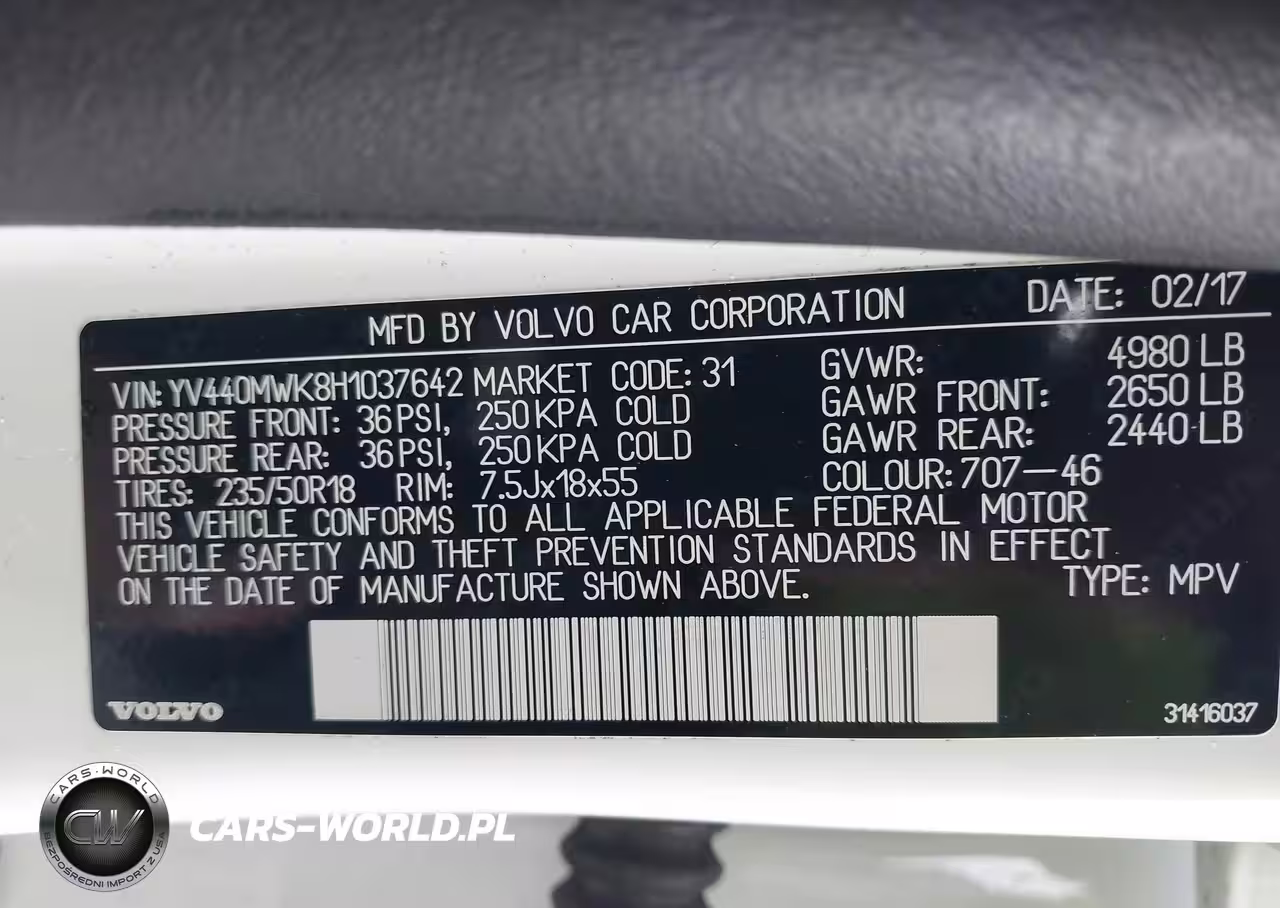 MFD BY VOLVO CAR CORPORATION DATE: 02/17
VIN: YV440MWK8H1037642 MARKET CODE: 31 GVWR: 4980 LB
PRESSURE FRONT: 36 PSI, 250 KPA COLD GAWR FRONT: 2650 LB
PRESSURE REAR: 36 PSI, 250 KPA COLD GAWR REAR: 2440 LB
TIRES: 235/50R18 RIM: 7.5Jx18x55 COLOUR: 707-46
THIS VEHICLE CONFORMS TO ALL APPLICABLE FEDERAL MOTOR
VEHICLE SAFETY AND THEFT PREVENTION STANDARDS IN EFFECT
ON THE DATE OF MANUFACTURE SHOWN ABOVE. TYPE: MPV
VOLVO 31416037
CARS-WORLD
CW
BEZPOŚREDNI IMPORT Z USA
CARS-WORLD.PL